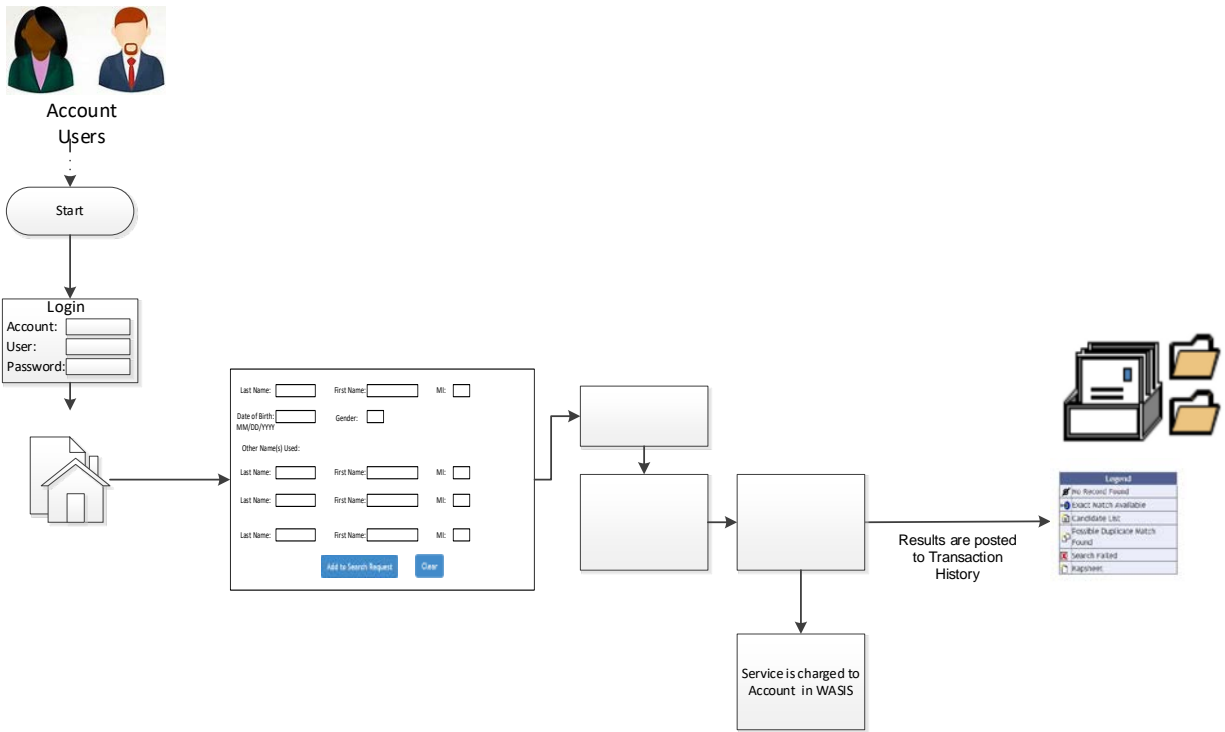 Account
Users
Start
Login
Account:
User:
Password:
Last Name:
First Name:
MI:
Date of Birth:
MM/DD/YYYY
Gender:
Other Name(s) Used:
Last Name:
First Name:
MI:
Last Name:
First Name:
MI:
Last Name:
First Name:
MI:
Add to Search Request
Clear
Results are posted
to Transaction
History
Service is charged to
Account in WASIS
Legend
No Record Found
Exact Match Available
Candidate List
Possible Duplicate Match
Found
Search Failed
Rapsheet